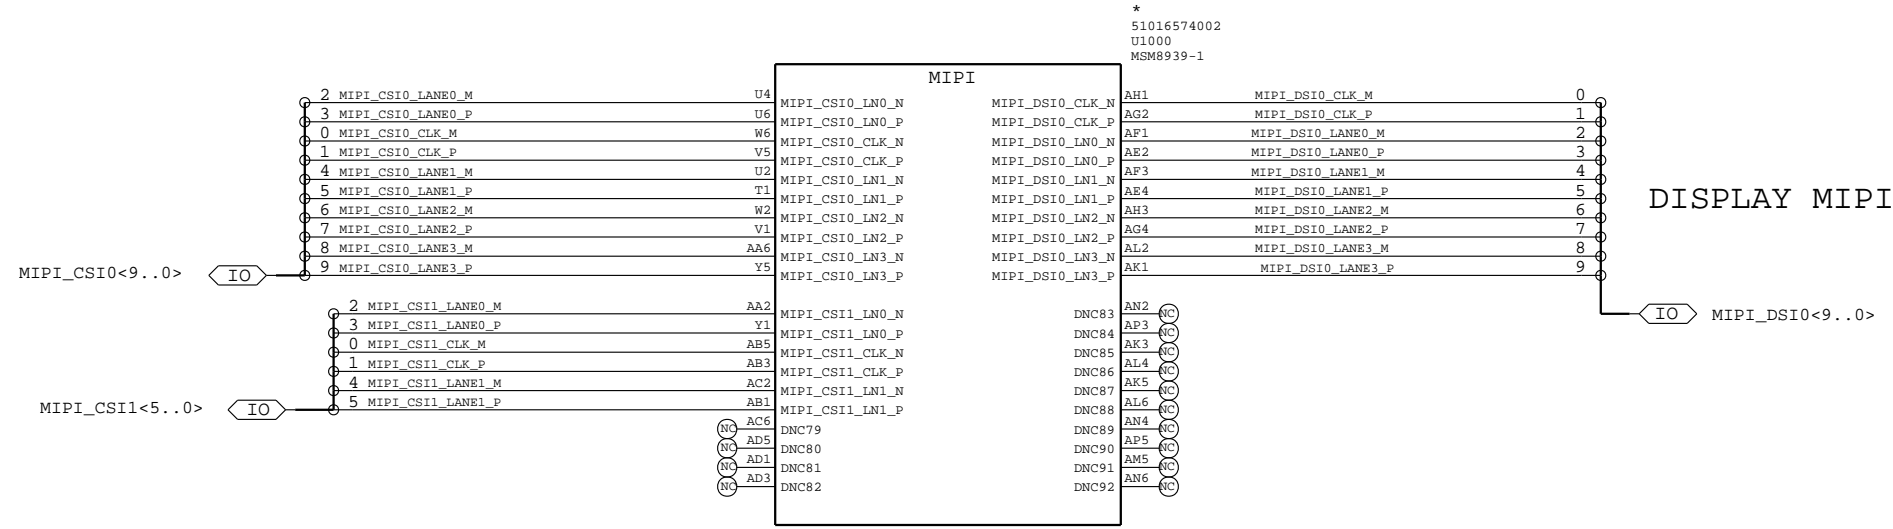 *
51016574002
U1000
MSM8939-1
MIPI
2 MIPI_CSI0_LANE0_M U4 MIPI_CSI0_LN0_N MIPI_DSI0_CLK_N AH1 MIPI_DSI0_CLK_M 0
3 MIPI_CSI0_LANE0_P U6 MIPI_CSI0_LN0_P MIPI_DSI0_CLK_P AG2 MIPI_DSI0_CLK_P 1
0 MIPI_CSI0_CLK_M W6 MIPI_CSI0_CLK_N MIPI_DSI0_LN0_N AF1 MIPI_DSI0_LANE0_M 2
1 MIPI_CSI0_CLK_P V5 MIPI_CSI0_CLK_P MIPI_DSI0_LN0_P AE2 MIPI_DSI0_LANE0_P 3
4 MIPI_CSI0_LANE1_M U2 MIPI_CSI0_LN1_N MIPI_DSI0_LN1_N AF3 MIPI_DSI0_LANE1_M 4
5 MIPI_CSI0_LANE1_P T1 MIPI_CSI0_LN1_P MIPI_DSI0_LN1_P AE4 MIPI_DSI0_LANE1_P 5
DISPLAY MIPI
6 MIPI_CSI0_LANE2_M W2 MIPI_CSI0_LN2_N MIPI_DSI0_LN2_N AH3 MIPI_DSI0_LANE2_M 6
7 MIPI_CSI0_LANE2_P V1 MIPI_CSI0_LN2_P MIPI_DSI0_LN2_P AG4 MIPI_DSI0_LANE2_P 7
8 MIPI_CSI0_LANE3_M AA6 MIPI_CSI0_LN3_N MIPI_DSI0_LN3_N AL2 MIPI_DSI0_LANE3_M 8
MIPI_CSI0<9..0> IO 9 MIPI_CSI0_LANE3_P Y5 MIPI_CSI0_LN3_P MIPI_DSI0_LN3_P AK1 MIPI_DSI0_LANE3_P 9
2 MIPI_CSI1_LANE0_M AA2 MIPI_CSI1_LN0_N DNC83 AN2 NC IO MIPI_DSI0<9..0>
3 MIPI_CSI1_LANE0_P Y1 MIPI_CSI1_LN0_P DNC84 AP3 NC
0 MIPI_CSI1_CLK_M AB5 MIPI_CSI1_CLK_N DNC85 AK3 NC
1 MIPI_CSI1_CLK_P AB3 MIPI_CSI1_CLK_P DNC86 AL4 NC
4 MIPI_CSI1_LANE1_M AC2 MIPI_CSI1_LN1_N DNC87 AK5 NC
MIPI_CSI1<5..0> IO 5 MIPI_CSI1_LANE1_P AB1 MIPI_CSI1_LN1_P DNC88 AL6 NC
NC AC6 DNC79 DNC89 AN4 NC
NC AD5 DNC80 DNC90 AP5 NC
NC AD1 DNC81 DNC91 AM5 NC
NC AD3 DNC82 DNC92 AN6 NC